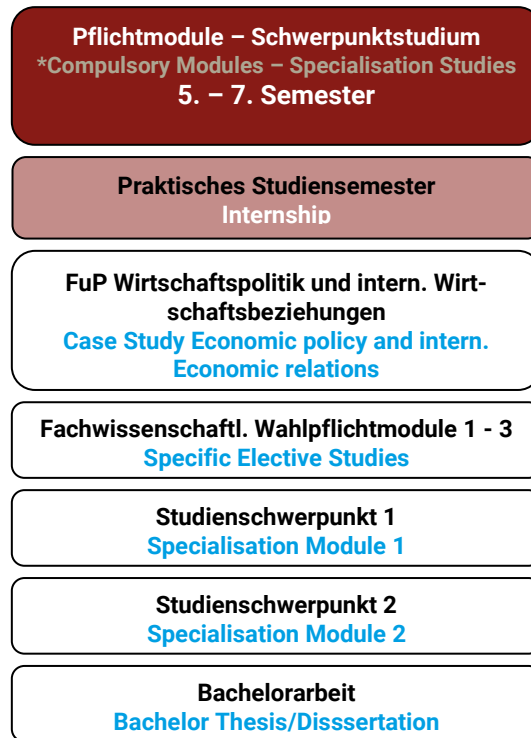 Pflichtmodule – Schwerpunktstudium
*Compulsory Modules – Specialisation Studies
5. – 7. Semester
Praktisches Studiensemester
Internship
FuP Wirtschaftspolitik und intern. Wirt-
schaftsbeziehungen
Case Study Economic policy and intern.
Economic relations
Fachwissenschaftl. Wahlpflichtmodule 1 - 3
Specific Elective Studies
Studienschwerpunkt 1
Specialisation Module 1
Studienschwerpunkt 2
Specialisation Module 2
Bachelorarbeit
Bachelor Thesis/Disssertation